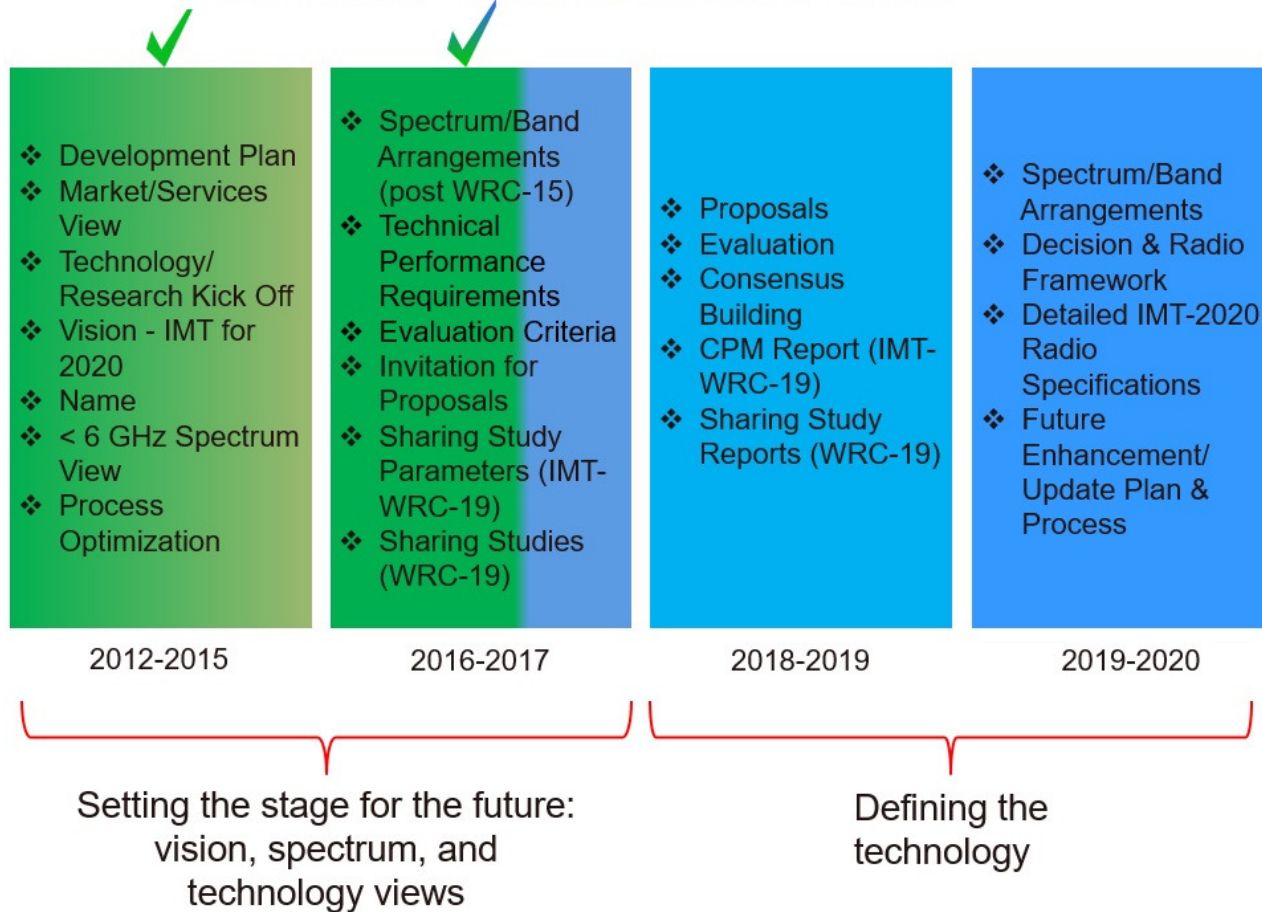 ❖ Development Plan
❖ Market/Services
View
❖ Technology/
Research Kick Off
❖ Vision - IMT for
2020
❖ Name
❖ < 6 GHz Spectrum
View
❖ Process
Optimization
2012-2015
❖ Spectrum/Band
Arrangements
(post WRC-15)
❖ Technical
Performance
Requirements
❖ Evaluation Criteria
❖ Invitation for
Proposals
❖ Sharing Study
Parameters (IMT-
WRC-19)
❖ Sharing Studies
(WRC-19)
2016-2017
❖ Proposals
❖ Evaluation
❖ Consensus
Building
❖ CPM Report (IMT-
WRC-19)
❖ Sharing Study
Reports (WRC-19)
2018-2019
❖ Spectrum/Band
Arrangements
❖ Decision & Radio
Framework
❖ Detailed IMT-2020
Radio
Specifications
❖ Future
Enhancement/
Update Plan &
Process
2019-2020
Setting the stage for the future:
vision, spectrum, and
technology views
Defining the
technology